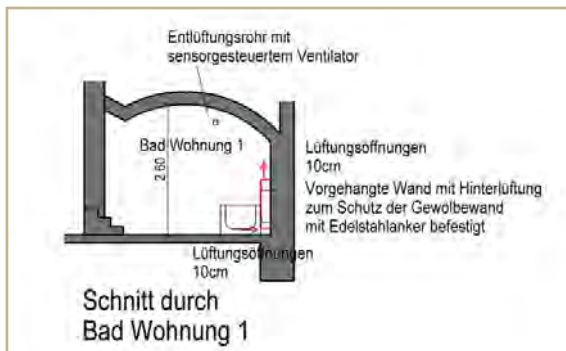 Entlüftungsrohr mit
sensorgesteuertem Ventilator
Bad Wohnung 1
2.60
Lüftungsöffnungen
10cm
Vorgehangte Wand mit Hinterlüftung
zum Schutz der Gewölbewand
mit Edelstahlanker befestigt
Lüftungsöffnungen
10cm
Schnitt durch
Bad Wohnung 1